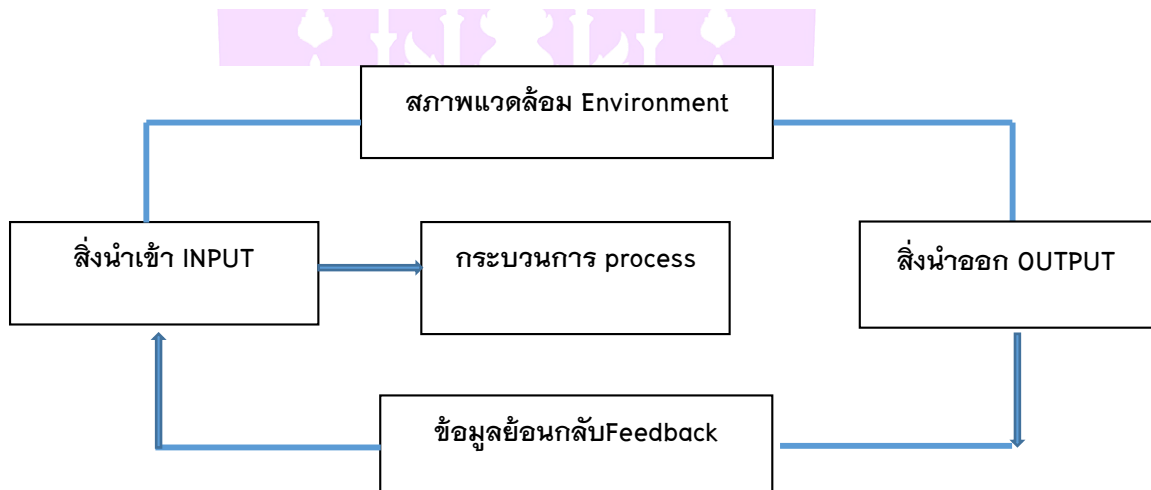 สภาพแวดล้อม Environment
สิ่งนำเข้า INPUT
กระบวนการ process
สิ่งนำออก OUTPUT
ข้อมูลย้อนกลับFeedback